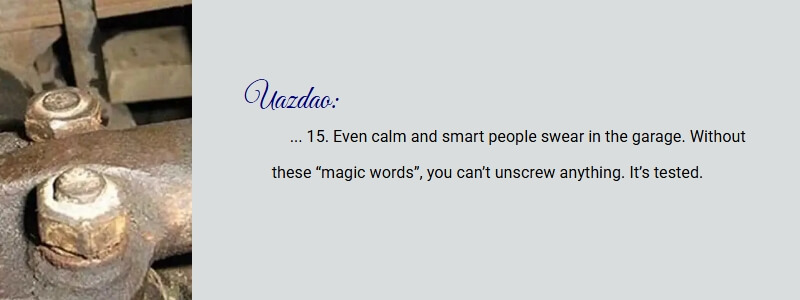 Uazdao:
... 15. Even calm and smart people swear in the garage. Without
these “magic words”, you can’t unscrew anything. It’s tested.